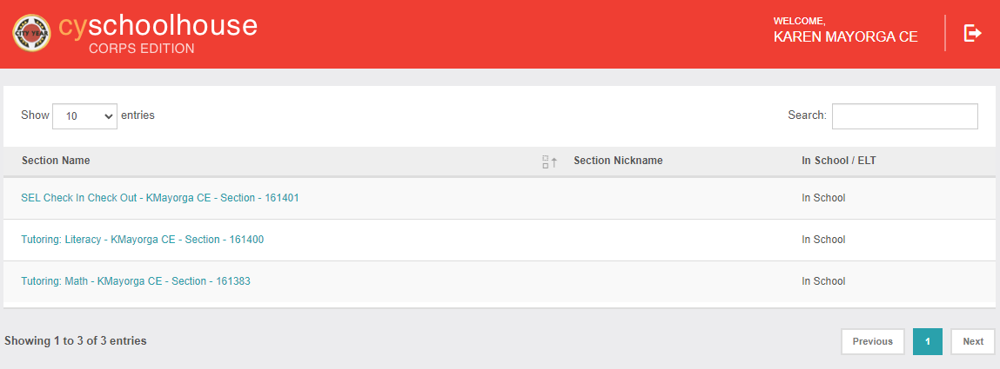 CITY YEAR
cyschoolhouse
CORPS EDITION
WELCOME,
KAREN MAYORGA CE
Show 10 entries
Search:
Section Name Section Nickname In School / ELT
SEL Check In Check Out - KMayorga CE - Section - 161401 In School
Tutoring: Literacy - KMayorga CE - Section - 161400 In School
Tutoring: Math - KMayorga CE - Section - 161383 In School
Showing 1 to 3 of 3 entries
Previous 1 Next